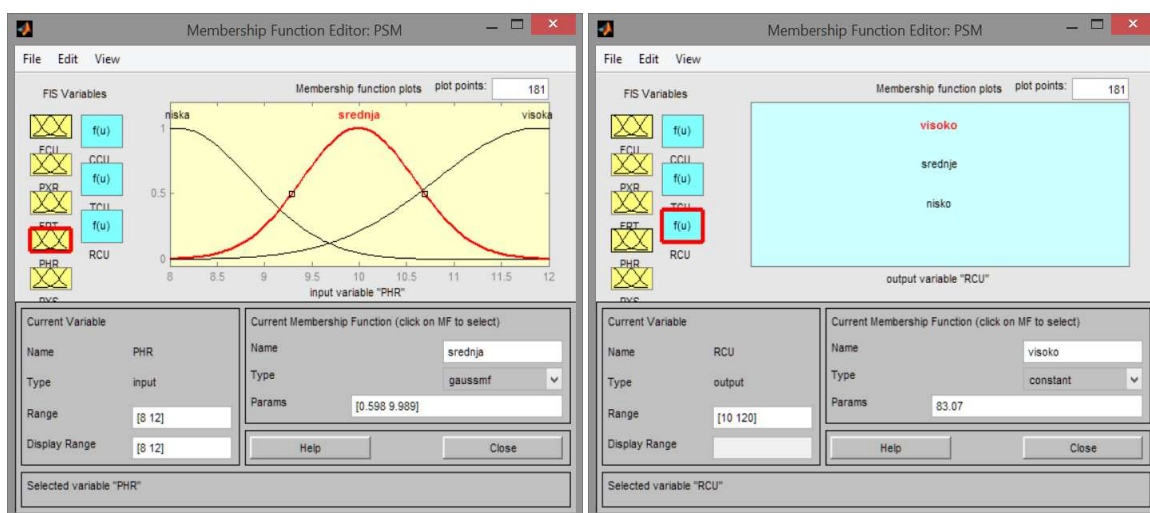 Membership Function Editor: PSM
File Edit View
FIS Variables
Membership function plots plot points: 181
f(u)
ECU CCU
f(u)
PXR TCU
f(u)
ERT RCU
PHR
PXS
niska srednja visoka
1
0.5
0
8 8.5 9 9.5 10 10.5 11 11.5 12
input variable "PHR"
Current Variable
Name PHR
Type input
Range [8 12]
Display Range [8 12]
Current Membership Function (click on MF to select)
Name srednja
Type gaussmf
Params [0.598 9.989]
Help Close
Selected variable "PHR"
Membership Function Editor: PSM
File Edit View
FIS Variables
Membership function plots plot points: 181
f(u)
ECU CCU
f(u)
PXR TCU
f(u)
ERT RCU
PHR
PXS
visoko
srednje
nisko
output variable "RCU"
Current Variable
Name RCU
Type output
Range [10 120]
Display Range
Current Membership Function (click on MF to select)
Name visoko
Type constant
Params 83.07
Help Close
Selected variable "RCU"